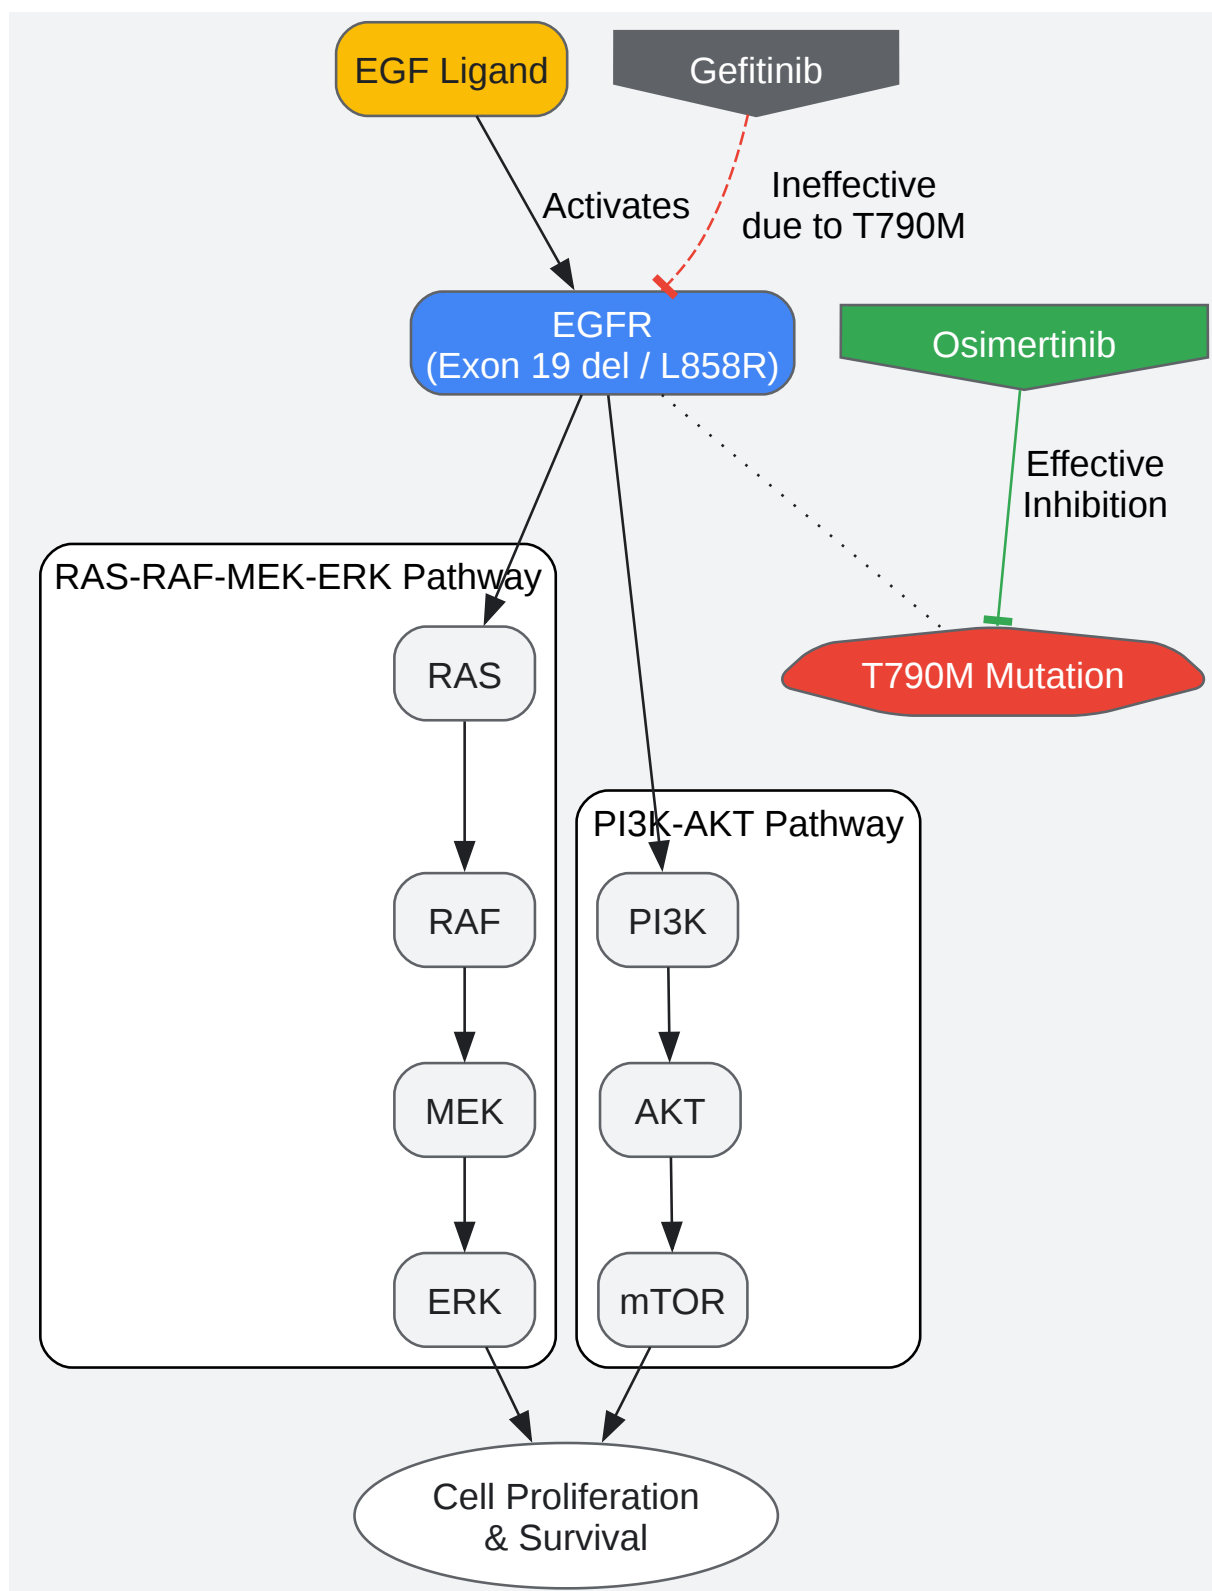 EGF Ligand
Gefitinib
Activates
Ineffective
due to T790M
EGFR
(Exon 19 del / L858R)
Osimertinib
Effective
Inhibition
RAS-RAF-MEK-ERK Pathway
RAS
T790M Mutation
PI3K-AKT Pathway
RAF
PI3K
MEK
AKT
ERK
mTOR
Cell Proliferation
& Survival